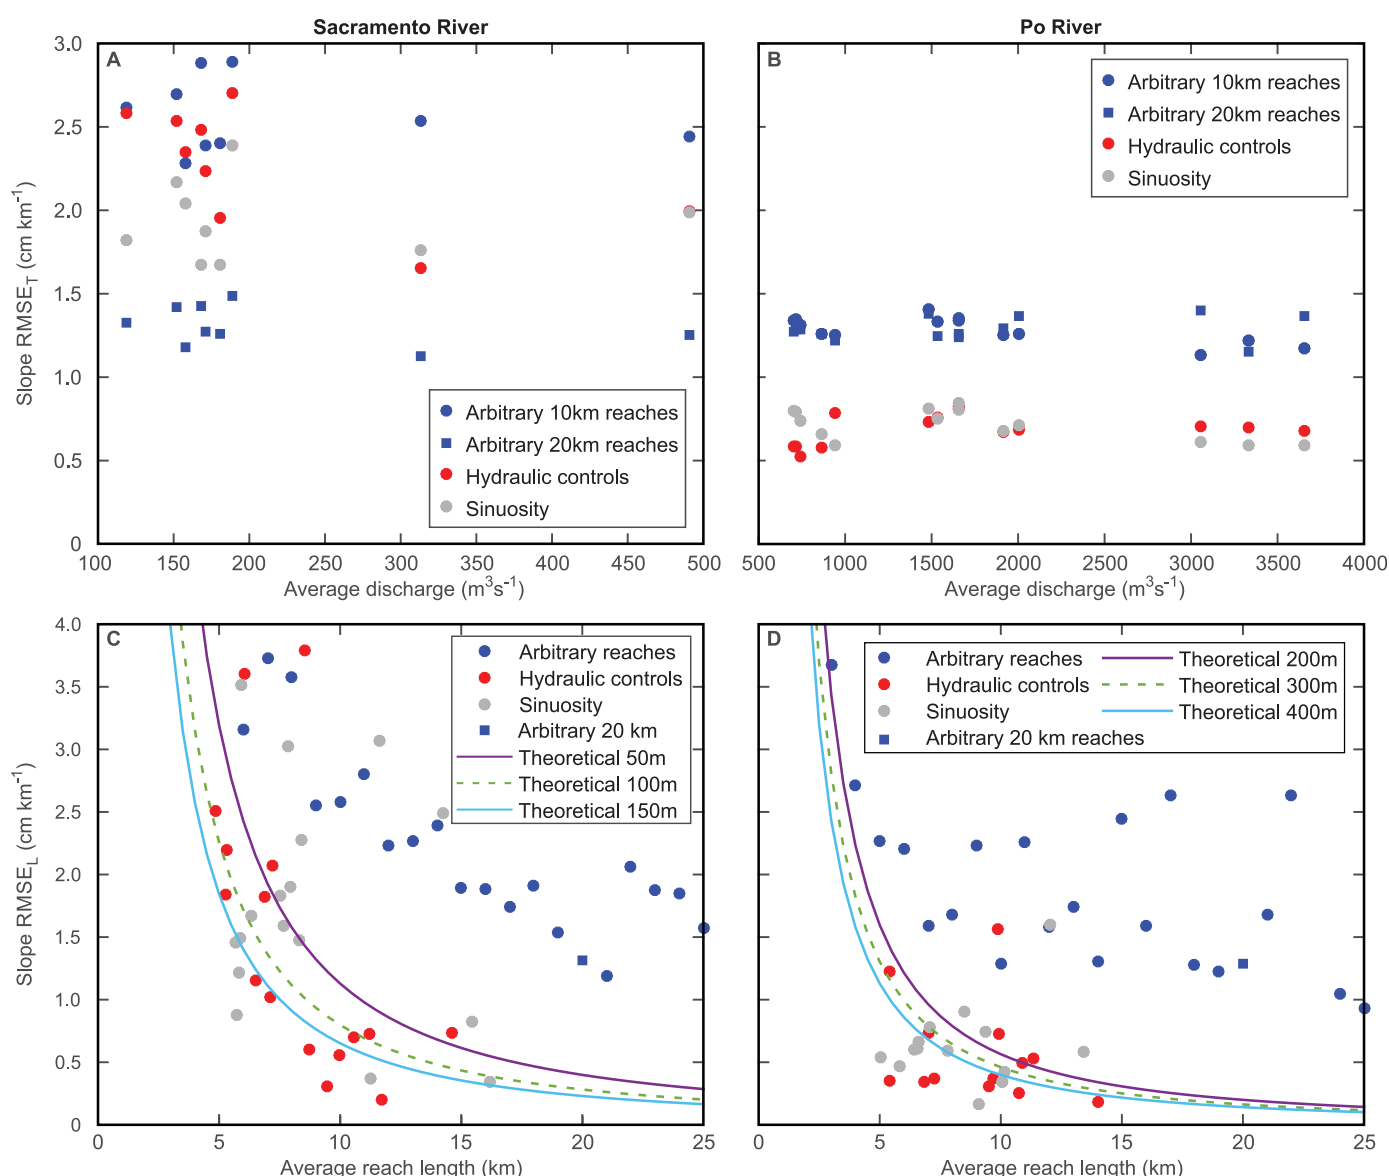 Sacramento River
Po River
A
3.0
2.5
2.0
1.5
1.0
0.5
0
Slope RMSE_T (cm km⁻¹)
Arbitrary 10km reaches
Arbitrary 20km reaches
Hydraulic controls
Sinuosity
100 150 200 250 300 350 400 450 500
Average discharge (m³s⁻¹)
B
Arbitrary 10km reaches
Arbitrary 20km reaches
Hydraulic controls
Sinuosity
500 1000 1500 2000 2500 3000 3500 4000
Average discharge (m³s⁻¹)
C
4.0
3.5
3.0
2.5
2.0
1.5
1.0
0.5
0
Slope RMSE_L (cm km⁻¹)
Arbitrary reaches
Hydraulic controls
Sinuosity
Arbitrary 20 km
Theoretical 50m
Theoretical 100m
Theoretical 150m
0 5 10 15 20 25
Average reach length (km)
D
Arbitrary reaches
Hydraulic controls
Sinuosity
Arbitrary 20 km reaches
Theoretical 200m
Theoretical 300m
Theoretical 400m
0 5 10 15 20 25
Average reach length (km)